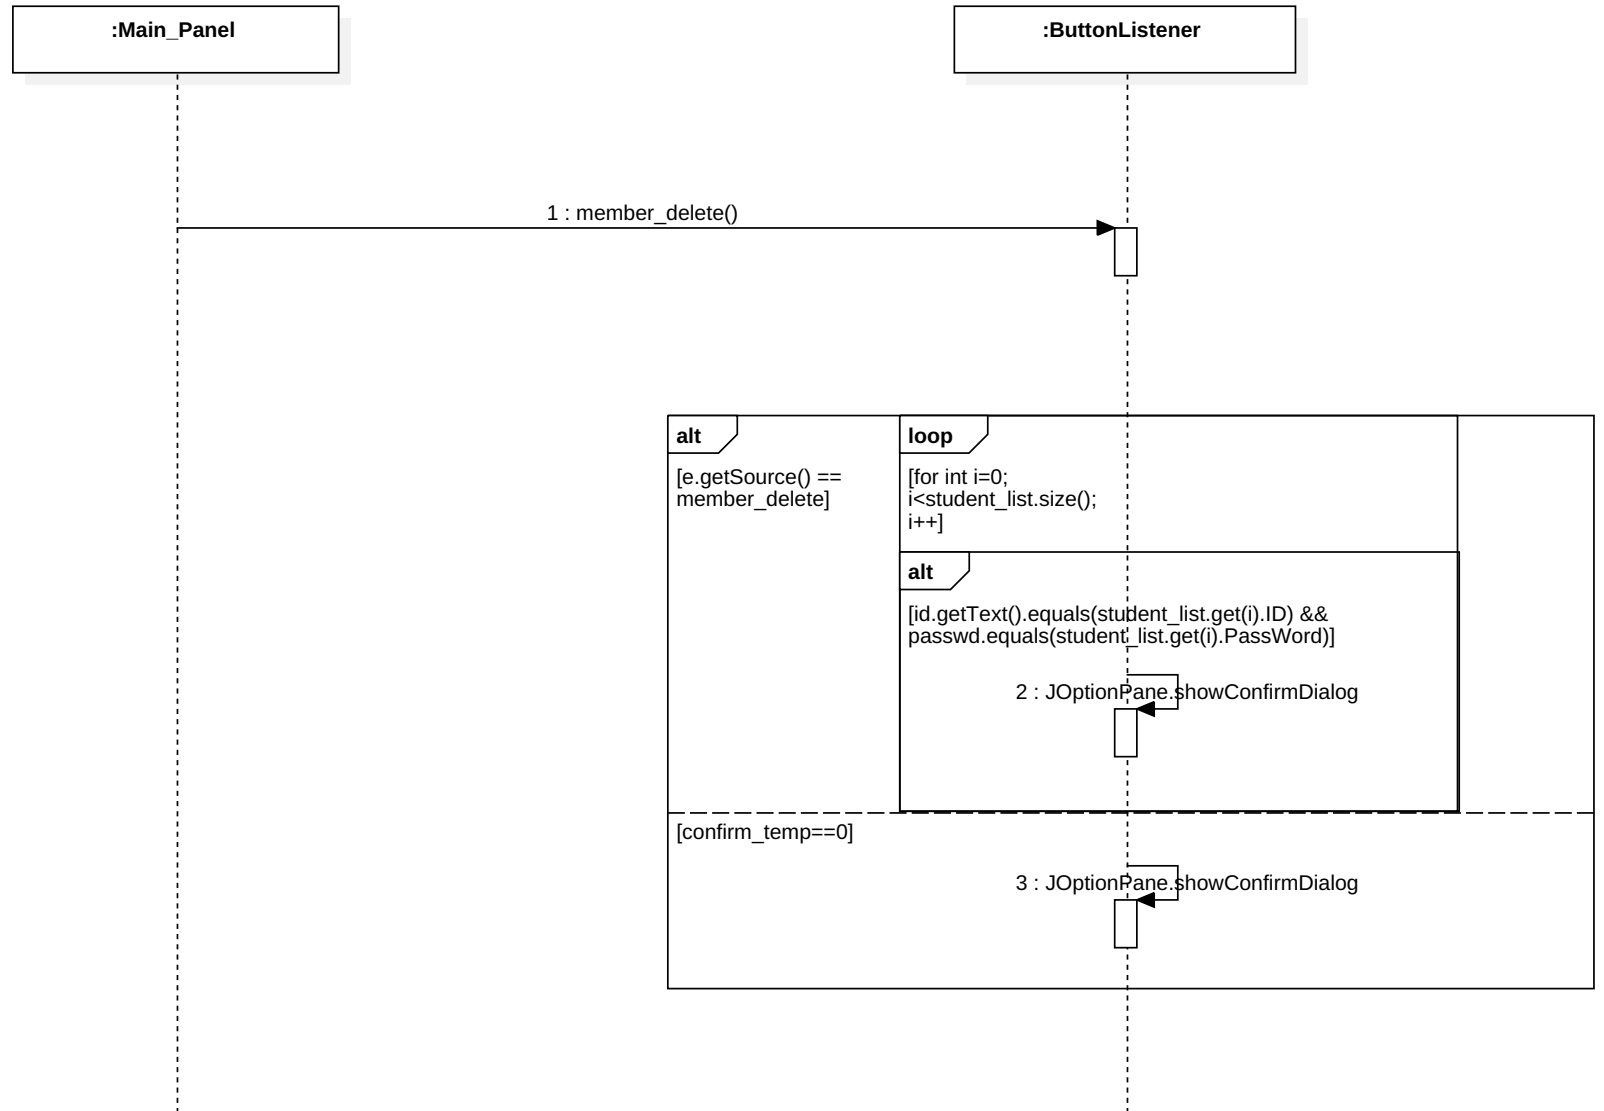 :Main_Panel
:ButtonListener
1 : member_delete()
alt
loop
[e.getSource() ==
member_delete]
[for int i=0;
i<student_list.size();
i++]
alt
[id.getText().equals(student_list.get(i).ID) &&
passwd.equals(student_list.get(i).PassWord)]
2 : JOptionPane.showConfirmDialog
[confirm_temp==0]
3 : JOptionPane.showConfirmDialog